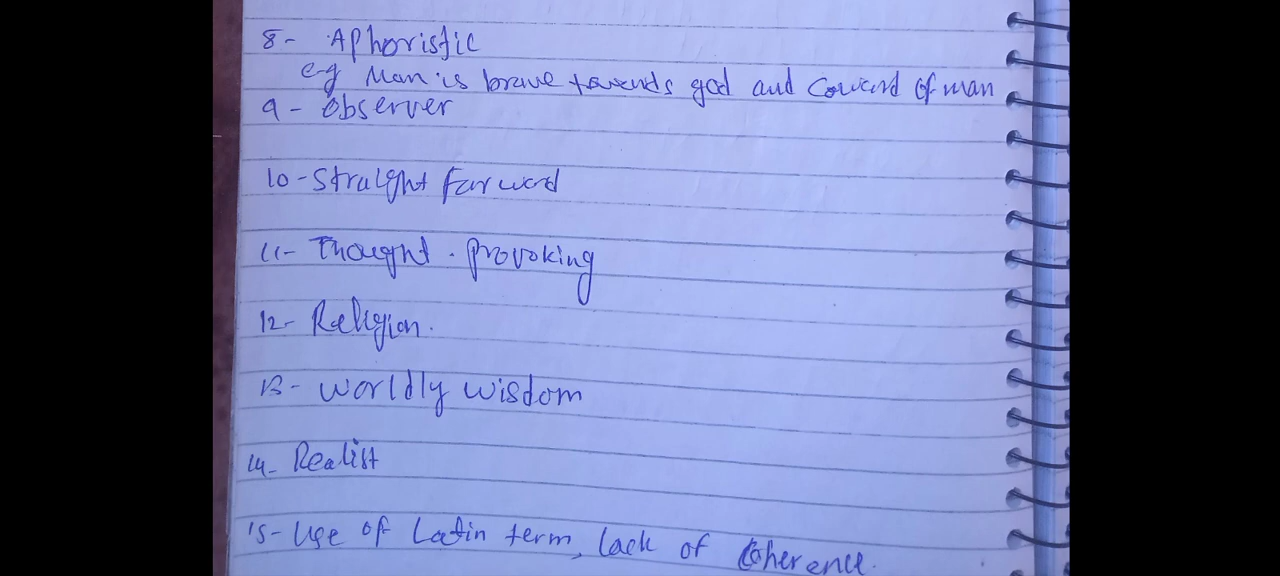 8- Aphoristic
e-g Man is brave towards god and coward of man
9- Observer
10- Straight forward
11- Thought-provoking
12- Religion.
13- Worldly wisdom
14- Realist
15- Use of Latin term, lack of Coherence.